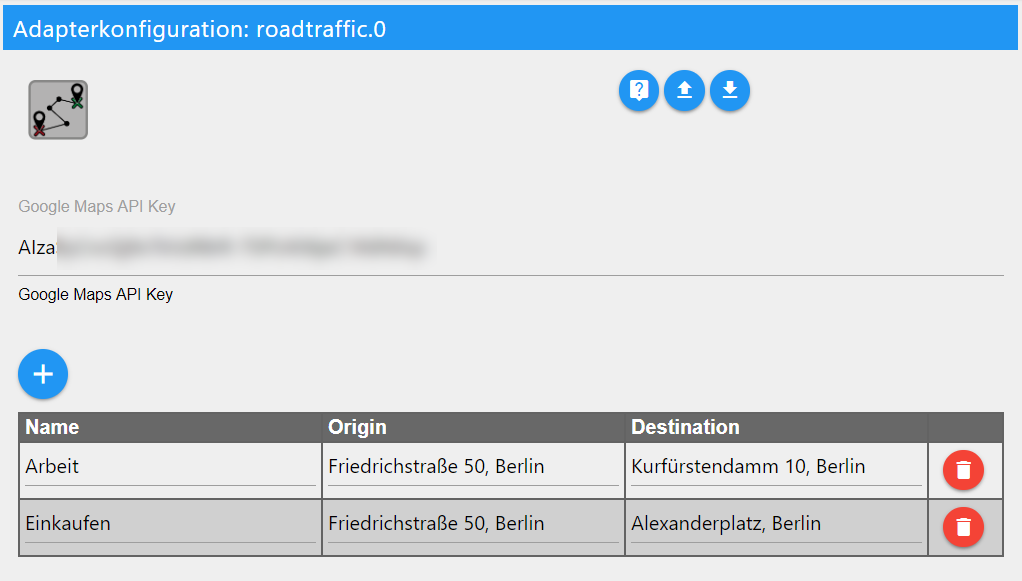 Adapterkonfiguration: roadtraffic.0
Google Maps API Key
AIza
Google Maps API Key
Name Origin Destination
Arbeit Friedrichstraße 50, Berlin Kurfürstendamm 10, Berlin
Einkaufen Friedrichstraße 50, Berlin Alexanderplatz, Berlin